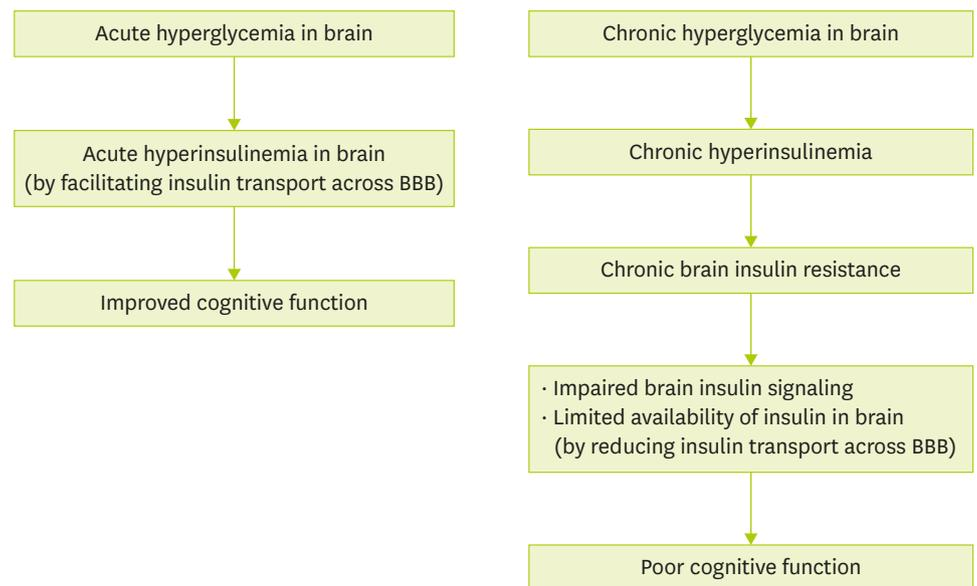 Acute hyperglycemia in brain
Acute hyperinsulinemia in brain
(by facilitating insulin transport across BBB)
Improved cognitive function
Chronic hyperglycemia in brain
Chronic hyperinsulinemia
Chronic brain insulin resistance
· Impaired brain insulin signaling
· Limited availability of insulin in brain
(by reducing insulin transport across BBB)
Poor cognitive function